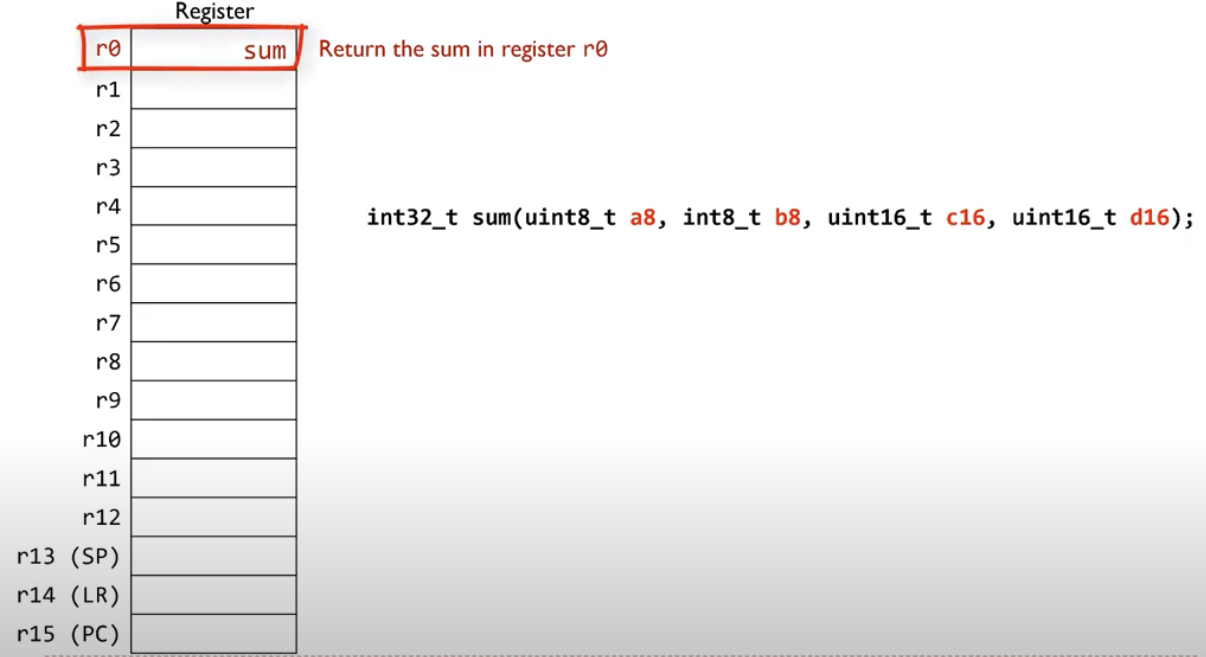 Register
r0 sum Return the sum in register r0
r1
r2
r3
r4
int32_t sum(uint8_t a8, int8_t b8, uint16_t c16, uint16_t d16);
r5
r6
r7
r8
r9
r10
r11
r12
r13 (SP)
r14 (LR)
r15 (PC)